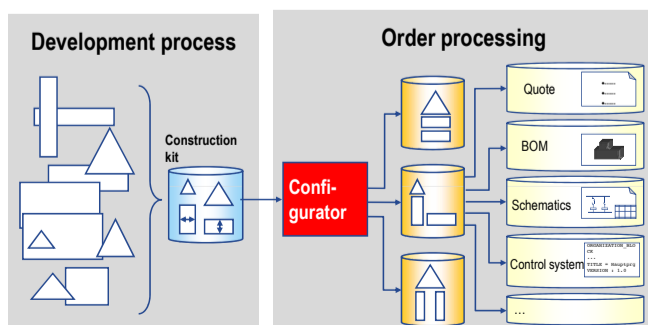 Development process
Order processing
Construction
kit
Confi-
gurator
Quote
BOM
Schematics
Control system
ORGANIZATION_BLO
CK
...
TITLE = Hauptprg
VERSION : 1.0
...